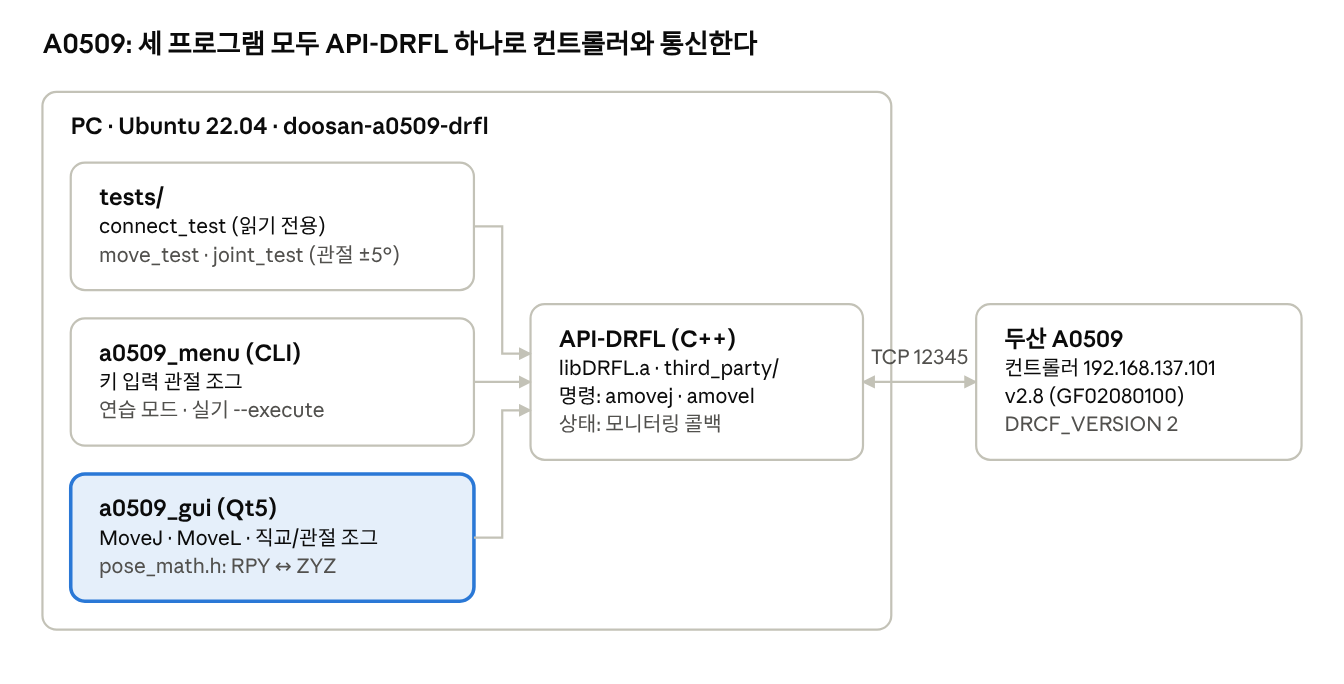 A0509: 세 프로그램 모두 API-DRFL 하나로 컨트롤러와 통신한다
PC · Ubuntu 22.04 · doosan-a0509-drfl
tests/
connect_test (읽기 전용)
move_test · joint_test (관절 ±5°)
a0509_menu (CLI)
키 입력 관절 조그
연습 모드 · 실기 --execute
a0509_gui (Qt5)
MoveJ · MoveL · 직교/관절 조그
pose_math.h: RPY ↔ ZYZ
API-DRFL (C++)
libDRFL.a · third_party/
명령: amovej · amovel
상태: 모니터링 콜백
TCP 12345
두산 A0509
컨트롤러 192.168.137.101
v2.8 (GF02080100)
DRCF_VERSION 2